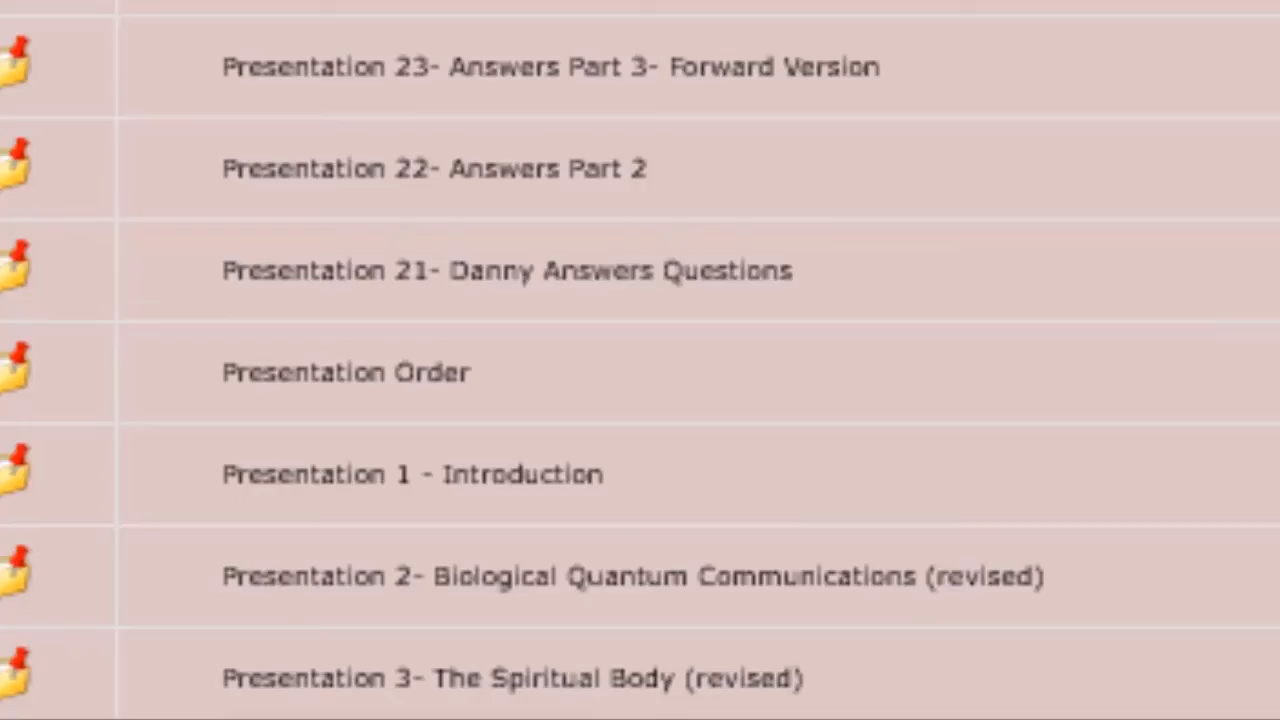 Presentation 23- Answers Part 3- Forward Version
Presentation 22- Answers Part 2
Presentation 21- Danny Answers Questions
Presentation Order
Presentation 1 - Introduction
Presentation 2- Biological Quantum Communications (revised)
Presentation 3- The Spiritual Body (revised)